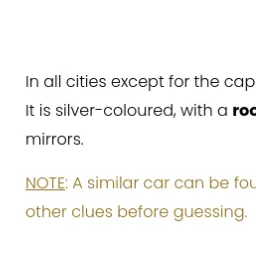 In all cities except for the cap
It is silver-coloured, with a roo
mirrors.
NOTE: A similar car can be fou
other clues before guessing.